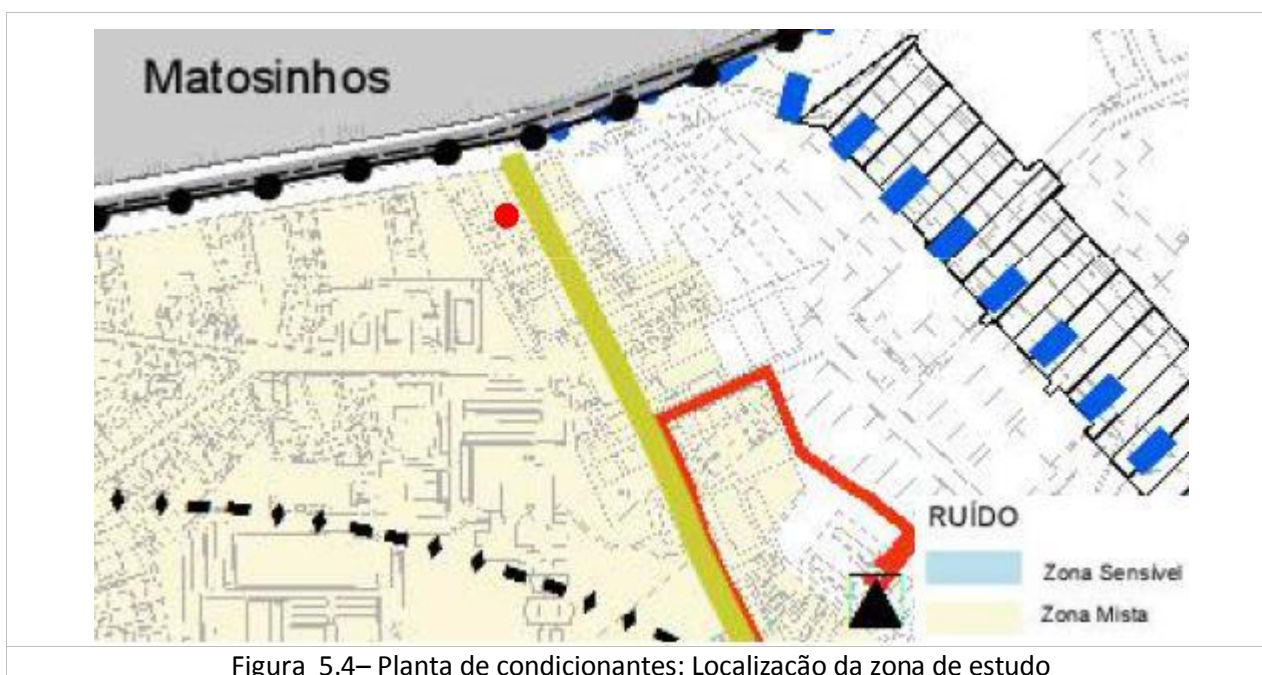 Matosinhos
RUÍDO
Zona Sensível
Zona Mista
Figura 5.4– Planta de condicionantes: Localização da zona de estudo